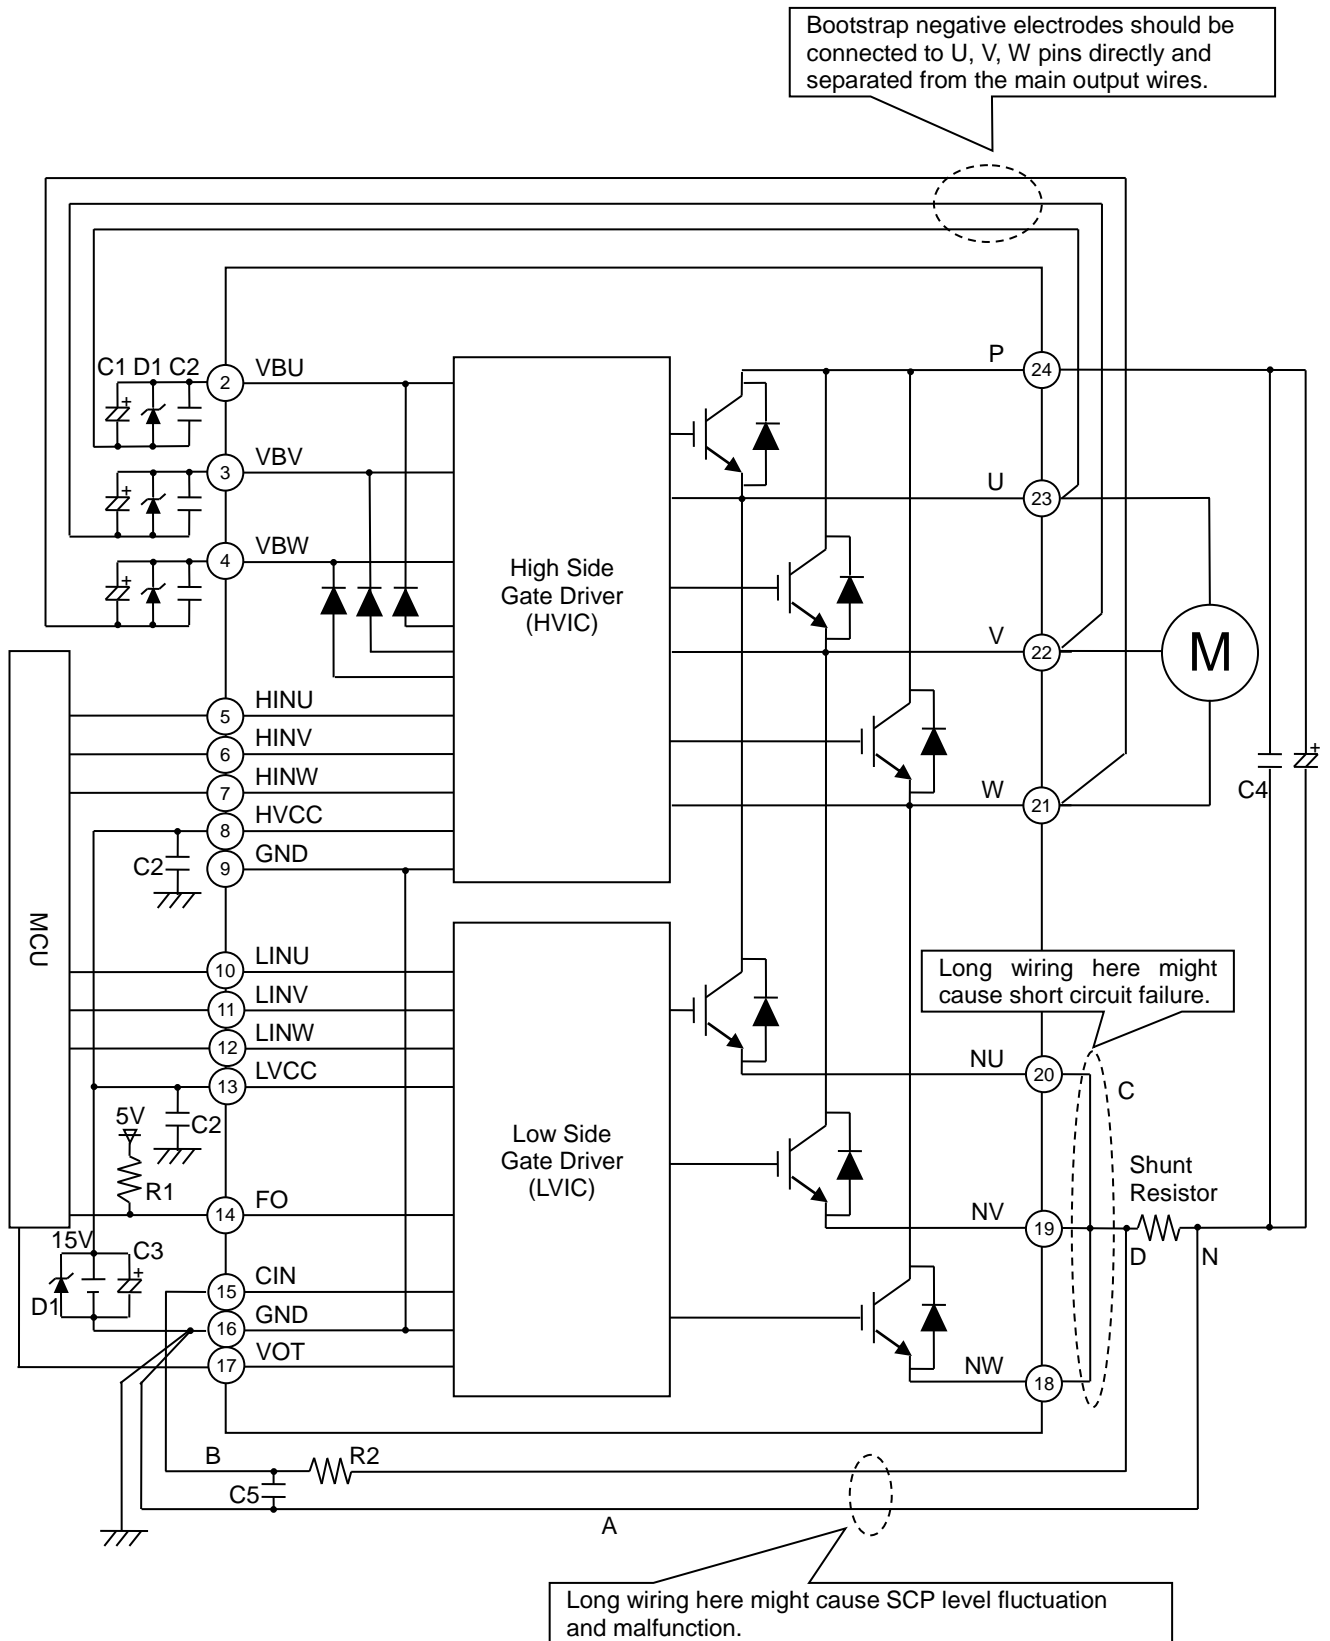 Bootstrap negative electrodes should be
connected to U, V, W pins directly and
separated from the main output wires.
C1 D1 C2
+
2
VBU
P
24
+
3
VBV
U
23
+
4
VBW
High Side
Gate Driver
(HVIC)
V
22
M
5
HINU
6
HINV
7
HINW
W
21
C4
+
8
HVCC
C2
9
GND
MCU
10
LINU
11
LINV
12
LINW
13
LVCC
C2
Long wiring here might
cause short circuit failure.
NU
20
C
5V
R1
Low Side
Gate Driver
(LVIC)
Shunt
Resistor
14
FO
NV
19
D
N
15V
C3
+
D1
15
CIN
16
GND
17
VOT
NW
18
B
R2
C5
A
Long wiring here might cause SCP level fluctuation
and malfunction.